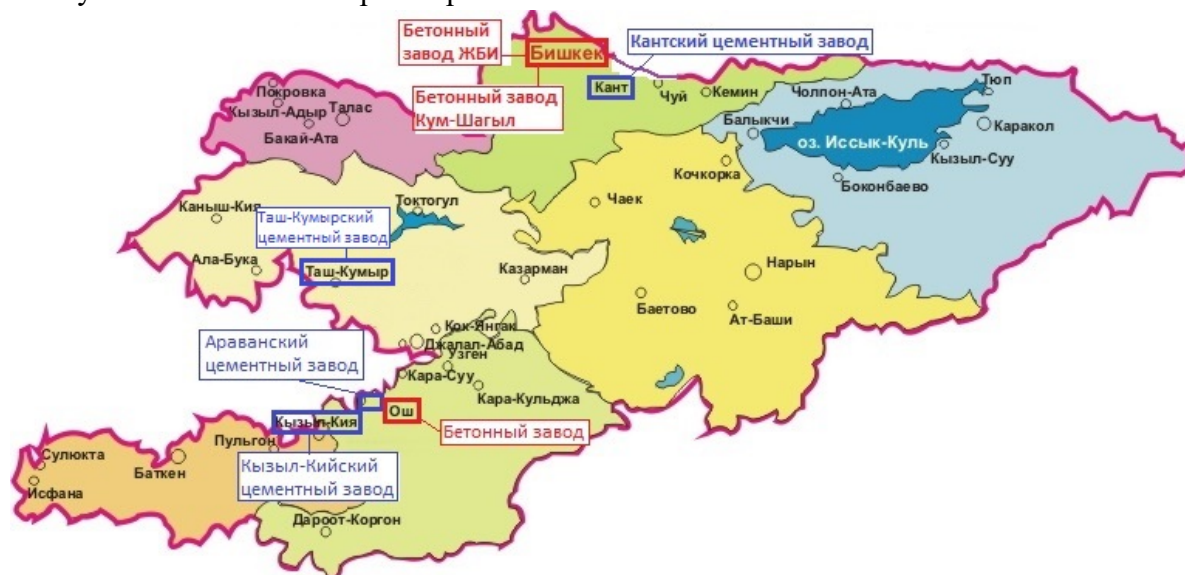 Бетонный
завод ЖБИ
Бишкек
Кантский цементный завод
Бетонный завод
Кум-Шагыл
Кант
Чуй
Кемин
Чолпон-Ата
Тюп
Покровка
Кызыл-Адыр
Талас
Бакай-Ата
Балыкчи
оз. Иссык-Куль
Каракол
Кызыл-Суу
Боконбаево
Кочкорка
Чаек
Каныш-Кия
Таш-Кумырский
цементный завод
Токтогул
Ала-Бука
Таш-Кумыр
Казарман
Нарын
Баетово
Ат-Баши
Араванский
цементный завод
Кок-Янгак
Джалал-Абад
Узген
Кара-Суу
Кара-Кульджа
Ош
Кызыл-Кия
Бетонный завод
Пульгон
Сулюкта
Баткен
Исфана
Кызыл-Кийский
цементный завод
Дароот-Коргон